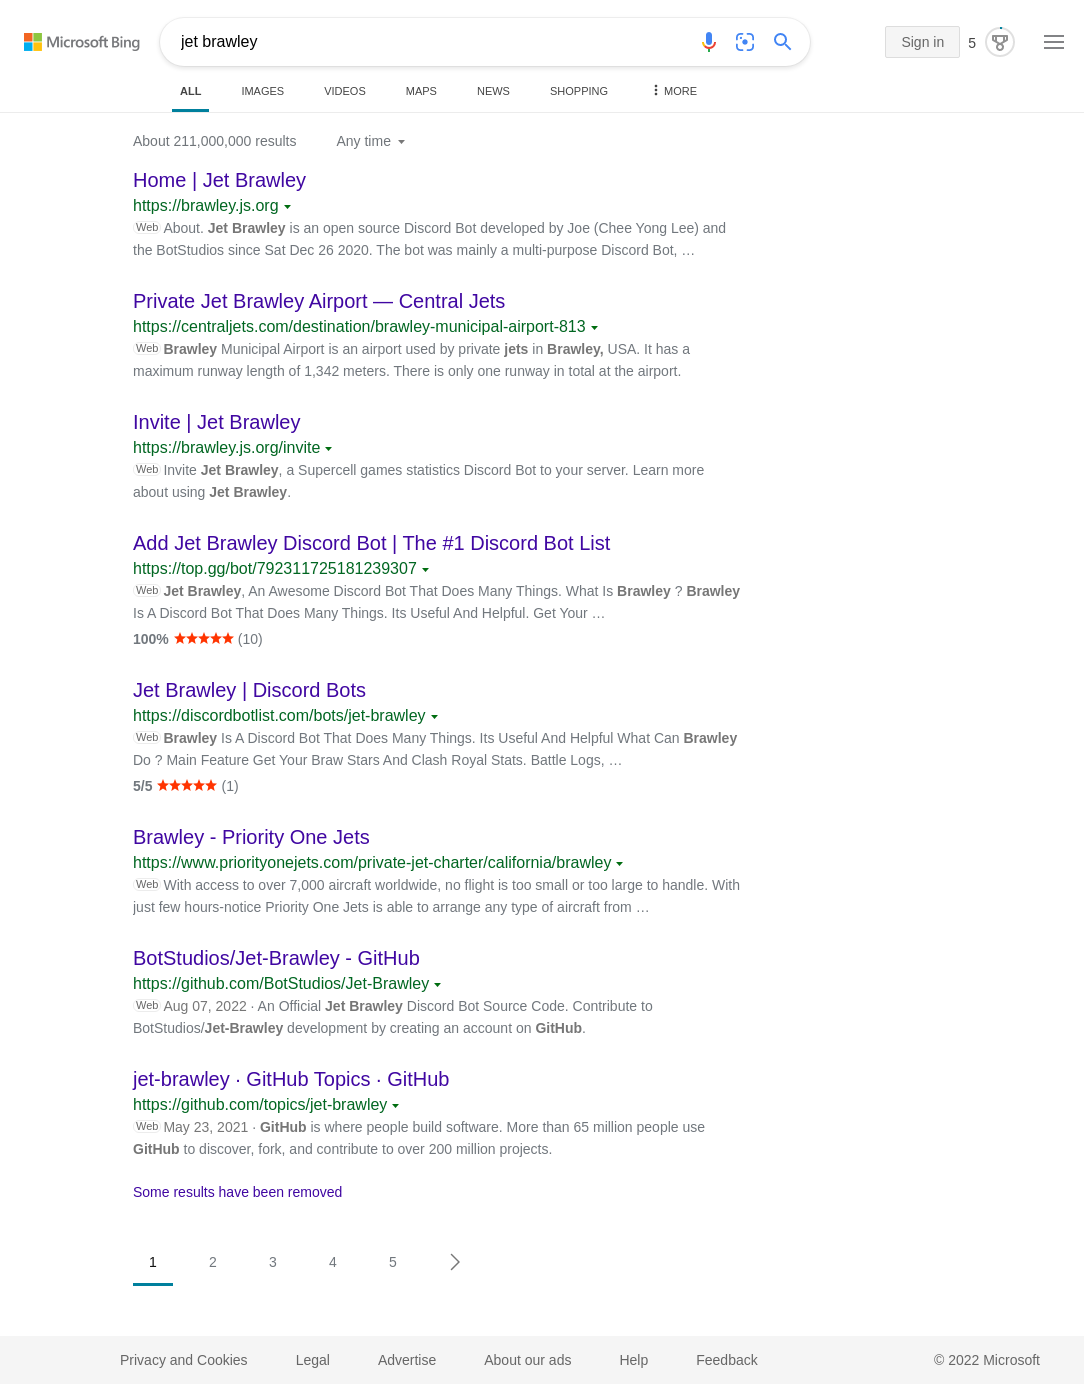 Microsoft Bing
jet brawley
Sign in
5
ALL
IMAGES
VIDEOS
MAPS
NEWS
SHOPPING
MORE
About 211,000,000 results
Any time
Home | Jet Brawley
https://brawley.js.org
Web About. Jet Brawley is an open source Discord Bot developed by Joe (Chee Yong Lee) and
the BotStudios since Sat Dec 26 2020. The bot was mainly a multi-purpose Discord Bot, …
Private Jet Brawley Airport — Central Jets
https://centraljets.com/destination/brawley-municipal-airport-813
Web Brawley Municipal Airport is an airport used by private jets in Brawley, USA. It has a
maximum runway length of 1,342 meters. There is only one runway in total at the airport.
Invite | Jet Brawley
https://brawley.js.org/invite
Web Invite Jet Brawley, a Supercell games statistics Discord Bot to your server. Learn more
about using Jet Brawley.
Add Jet Brawley Discord Bot | The #1 Discord Bot List
https://top.gg/bot/792311725181239307
Web Jet Brawley, An Awesome Discord Bot That Does Many Things. What Is Brawley ? Brawley
Is A Discord Bot That Does Many Things. Its Useful And Helpful. Get Your …
100% ★★★★★ (10)
Jet Brawley | Discord Bots
https://discordbotlist.com/bots/jet-brawley
Web Brawley Is A Discord Bot That Does Many Things. Its Useful And Helpful What Can Brawley
Do ? Main Feature Get Your Braw Stars And Clash Royal Stats. Battle Logs, …
5/5 ★★★★★ (1)
Brawley - Priority One Jets
https://www.priorityonejets.com/private-jet-charter/california/brawley
Web With access to over 7,000 aircraft worldwide, no flight is too small or too large to handle. With
just few hours-notice Priority One Jets is able to arrange any type of aircraft from …
BotStudios/Jet-Brawley - GitHub
https://github.com/BotStudios/Jet-Brawley
Web Aug 07, 2022 · An Official Jet Brawley Discord Bot Source Code. Contribute to
BotStudios/Jet-Brawley development by creating an account on GitHub.
jet-brawley · GitHub Topics · GitHub
https://github.com/topics/jet-brawley
Web May 23, 2021 · GitHub is where people build software. More than 65 million people use
GitHub to discover, fork, and contribute to over 200 million projects.
Some results have been removed
1 2 3 4 5
Privacy and Cookies
Legal
Advertise
About our ads
Help
Feedback
© 2022 Microsoft